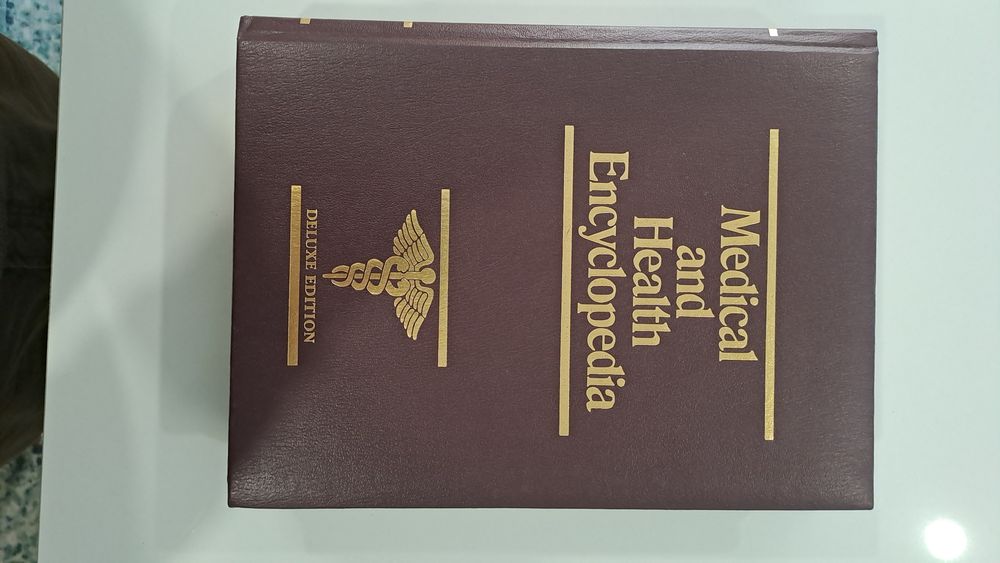 Medical
and
Health
Encyclopedia
DELUXE EDITION